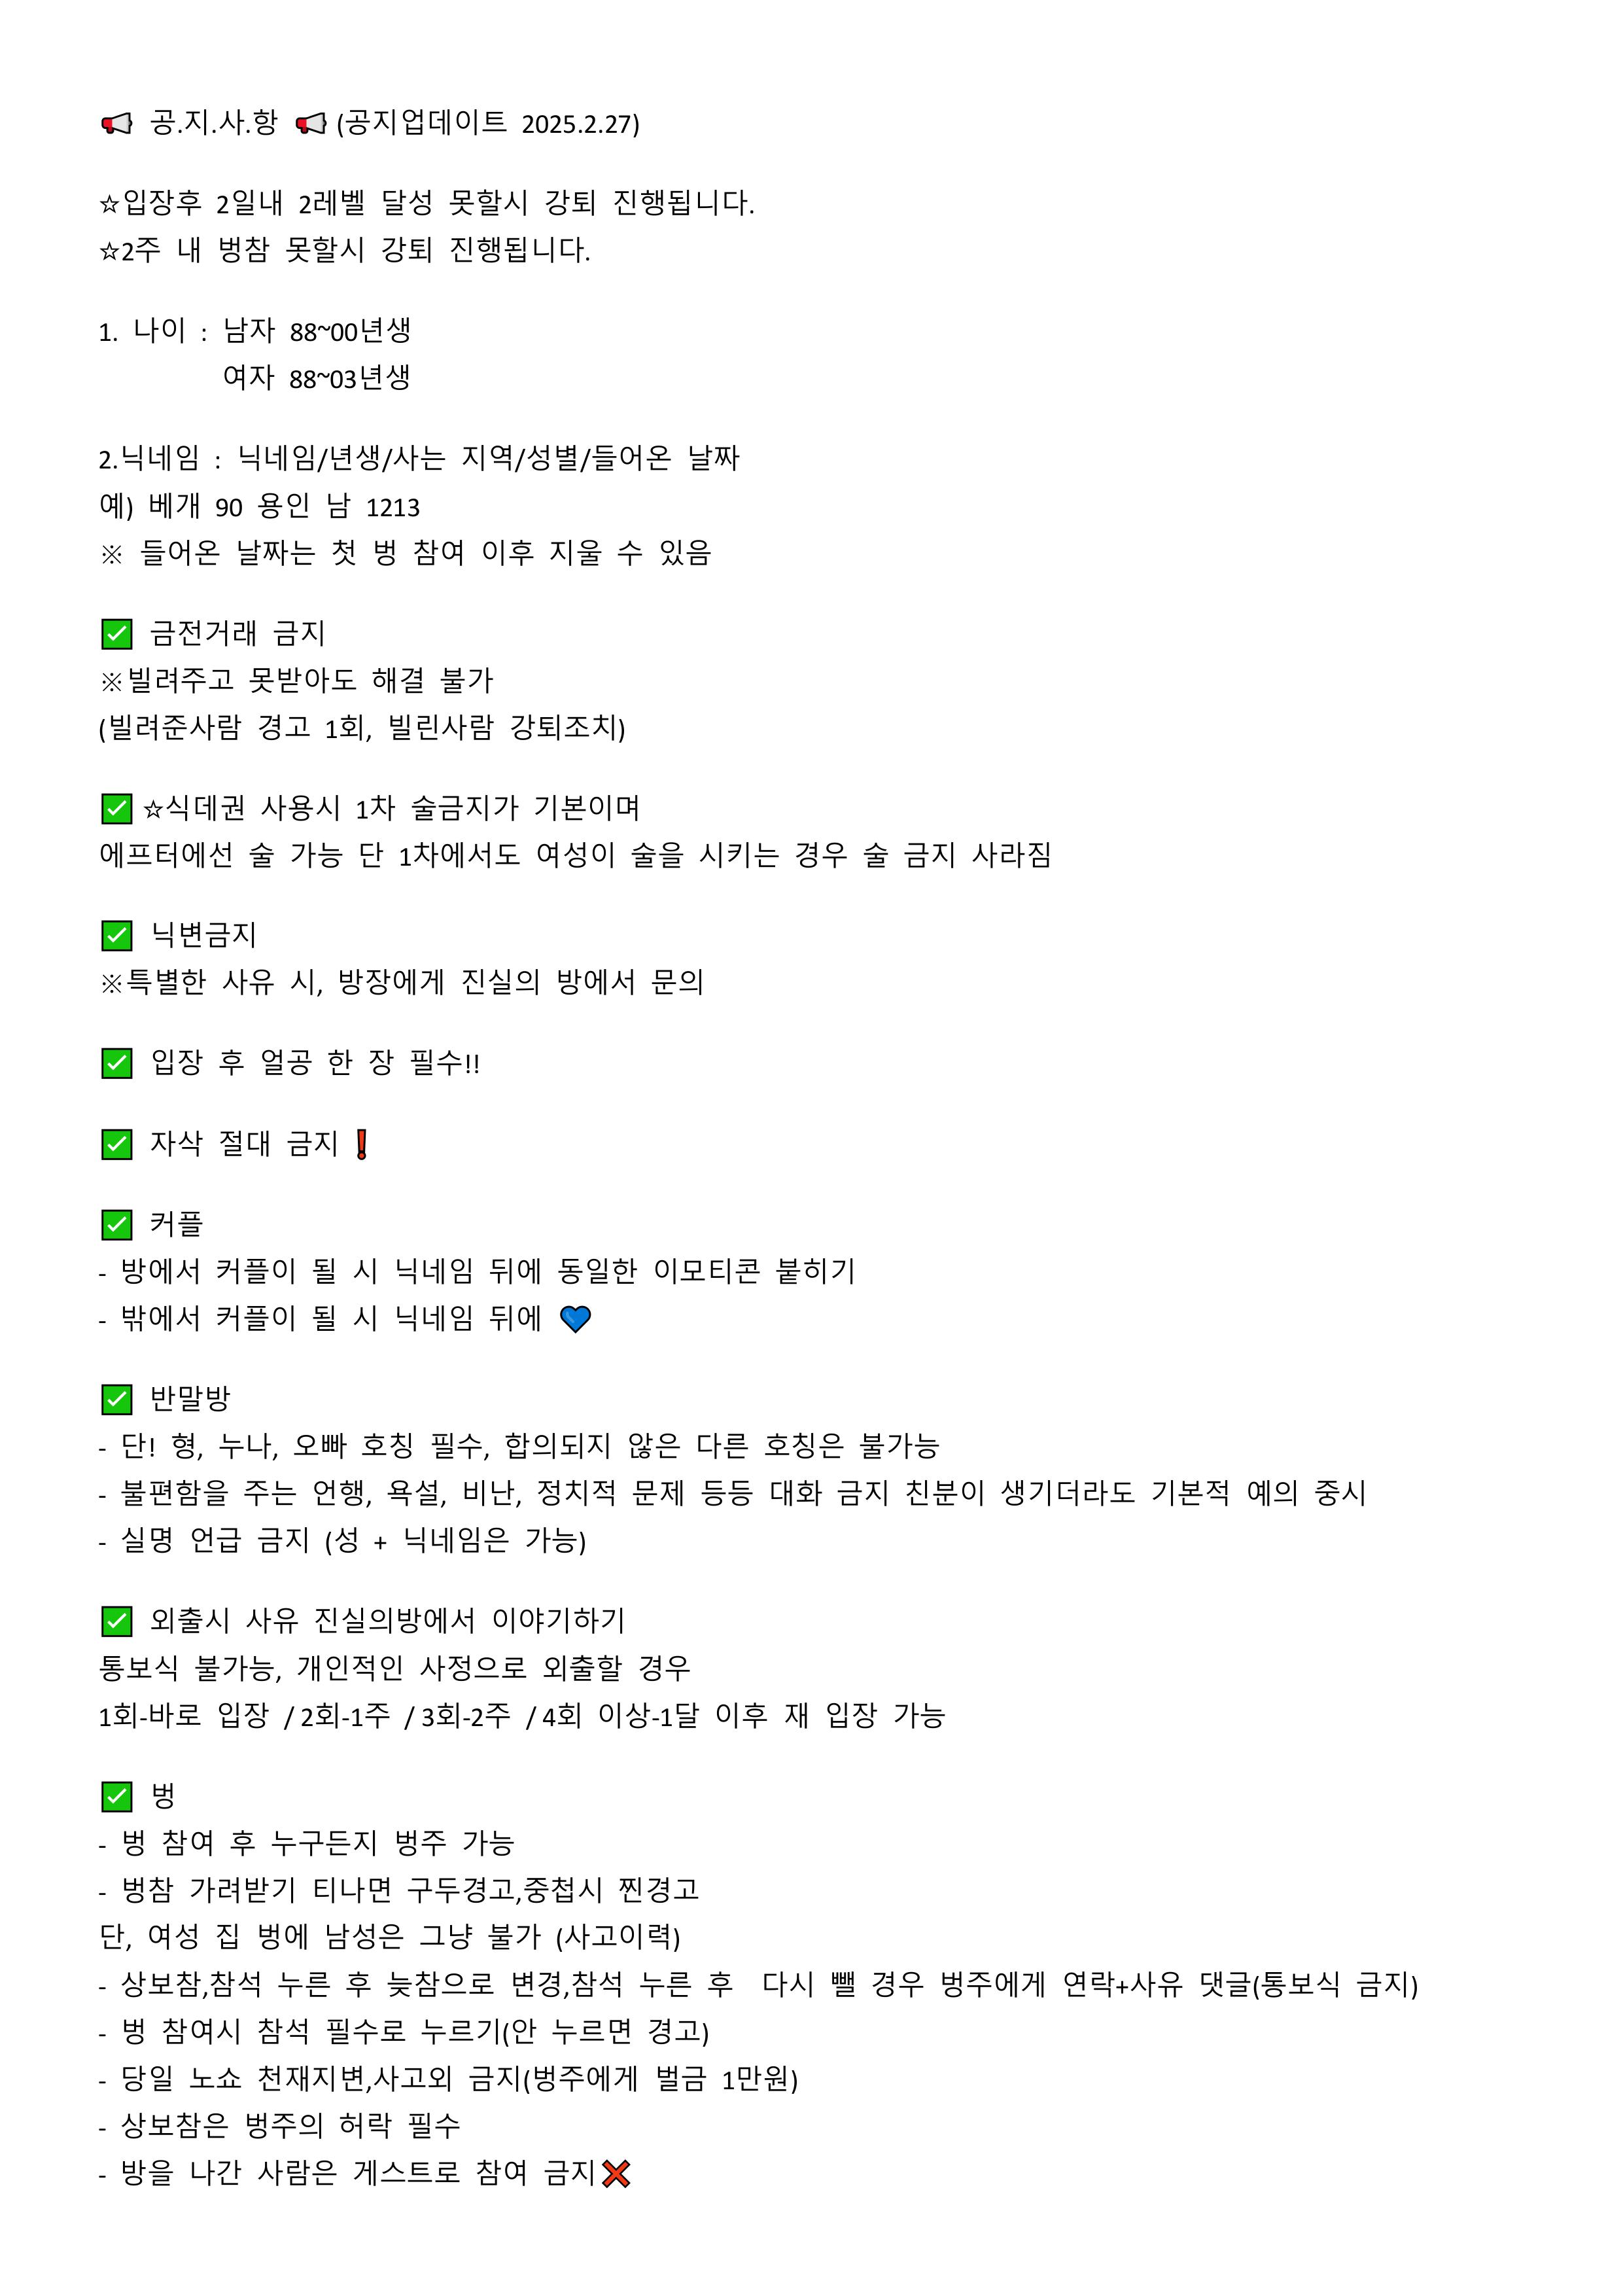 📢 공.지.사.항 📢 (공지업데이트 2025.2.27)
☆입장후 2일내 2레벨 달성 못할시 강퇴 진행됩니다.
☆2주 내 벙참 못할시 강퇴 진행됩니다.
1. 나이 : 남자 88~00년생
여자 88~03년생
2.닉네임 : 닉네임/년생/사는 지역/성별/들어온 날짜
예) 베개 90 용인 남 1213
※ 들어온 날짜는 첫 벙 참여 이후 지울 수 있음
✅ 금전거래 금지
※빌려주고 못받아도 해결 불가
(빌려준사람 경고 1회, 빌린사람 강퇴조치)
✅ ☆식데권 사용시 1차 술금지가 기본이며
에프터에선 술 가능 단 1차에서도 여성이 술을 시키는 경우 술 금지 사라짐
✅ 닉변금지
※특별한 사유 시, 방장에게 진실의 방에서 문의
✅ 입장 후 얼공 한 장 필수!!
✅ 자삭 절대 금지❗
✅ 커플
- 방에서 커플이 될 시 닉네임 뒤에 동일한 이모티콘 붙히기
- 밖에서 커플이 될 시 닉네임 뒤에 💙
✅ 반말방
- 단! 형, 누나, 오빠 호칭 필수, 합의되지 않은 다른 호칭은 불가능
- 불편함을 주는 언행, 욕설, 비난, 정치적 문제 등등 대화 금지 친분이 생기더라도 기본적 예의 중시
- 실명 언급 금지 (성 + 닉네임은 가능)
✅ 외출시 사유 진실의방에서 이야기하기
통보식 불가능, 개인적인 사정으로 외출할 경우
1회-바로 입장 / 2회-1주 / 3회-2주 / 4회 이상-1달 이후 재 입장 가능
✅ 벙
- 벙 참여 후 누구든지 벙주 가능
- 벙참 가려받기 티나면 구두경고,중첩시 찐경고
단, 여성 집 벙에 남성은 그냥 불가 (사고이력)
- 상보참,참석 누른 후 늦참으로 변경,참석 누른 후 다시 뺄 경우 벙주에게 연락+사유 댓글(통보식 금지)
- 벙 참여시 참석 필수로 누르기(안 누르면 경고)
- 당일 노쇼 천재지변,사고외 금지(벙주에게 벌금 1만원)
- 상보참은 벙주의 허락 필수
- 방을 나간 사람은 게스트로 참여 금지❌